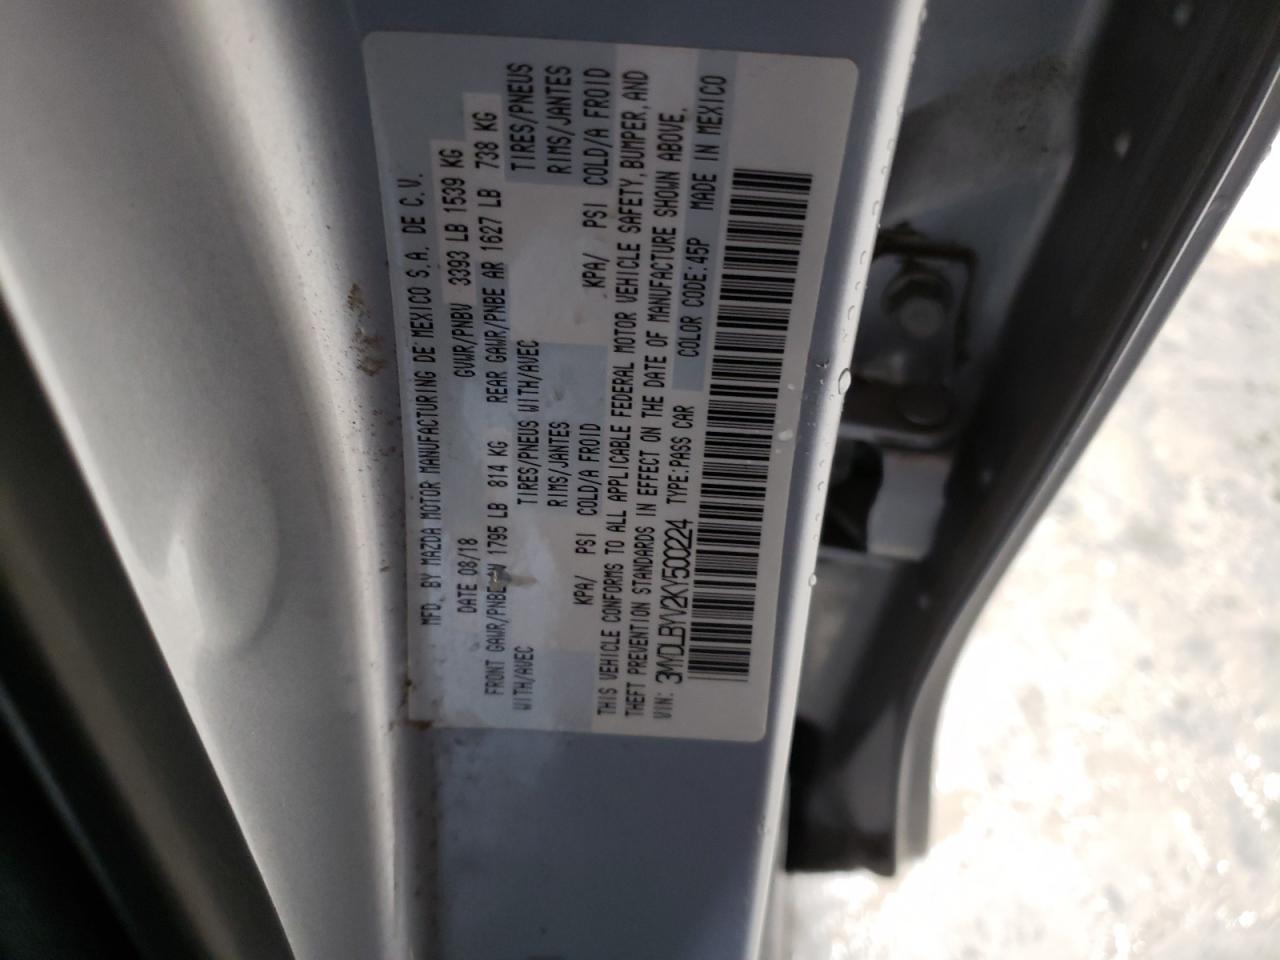 MFD. BY MAZDA MOTOR MANUFACTURING DE MEXICO S.A. DE C.V.
DATE 08/18 GVWR/PNBV 3393 LB 1539 KG
FRONT GAWR/PNBE AV 1795 LB 814 KG REAR GAWR/PNBE AR 1627 LB 738 KG
WITH/AVEC TIRES/PNEUS WITH/AVEC TIRES/PNEUS
RIMS/JANTES RIMS/JANTES
KPA/ PSI COLD/A FROID KPA/ PSI COLD/A FROID
THIS VEHICLE CONFORMS TO ALL APPLICABLE FEDERAL MOTOR VEHICLE SAFETY, BUMPER, AND
THEFT PREVENTION STANDARDS IN EFFECT ON THE DATE OF MANUFACTURE SHOWN ABOVE.
VIN: 3MYDLBYV2KY500224 TYPE:PASS CAR COLOR CODE:45P MADE IN MEXICO